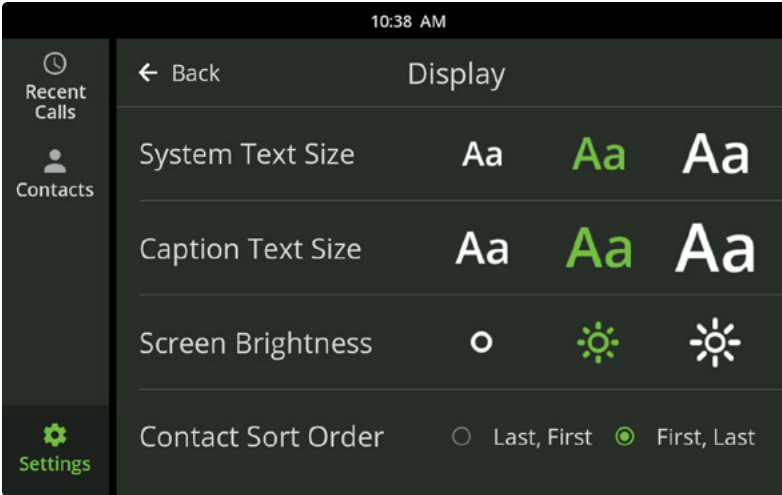 10:38 AM
Recent
Calls
Contacts
Settings
Back
Display
System Text Size
Aa Aa Aa
Caption Text Size
Aa Aa Aa
Screen Brightness
Contact Sort Order
Last, First First, Last